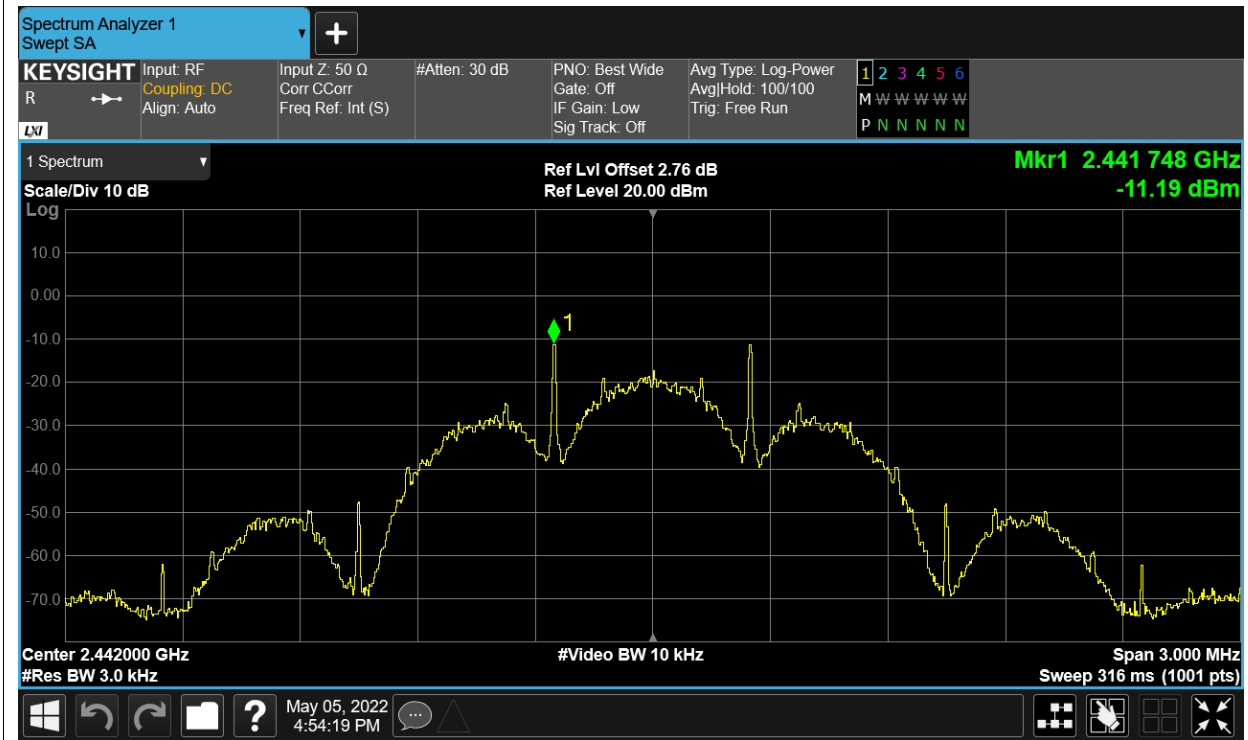 Spectrum Analyzer 1
Swept SA
KEYSIGHT
R
LXI
Input: RF
Coupling: DC
Align: Auto
Input Z: 50 Ω
Corr CCorr
Freq Ref: Int (S)
#Atten: 30 dB
PNO: Best Wide
Gate: Off
IF Gain: Low
Sig Track: Off
Avg Type: Log-Power
Avg|Hold: 100/100
Trig: Free Run
1 2 3 4 5 6
M W W W W W
P N N N N N
1 Spectrum
Scale/Div 10 dB
Ref Lvl Offset 2.76 dB
Ref Level 20.00 dBm
Mkr1 2.441 748 GHz
-11.19 dBm
Log
10.0
0.00
-10.0
-20.0
-30.0
-40.0
-50.0
-60.0
-70.0
1
Center 2.442000 GHz
#Res BW 3.0 kHz
#Video BW 10 kHz
Span 3.000 MHz
Sweep 316 ms (1001 pts)
?
May 05, 2022
4:54:19 PM